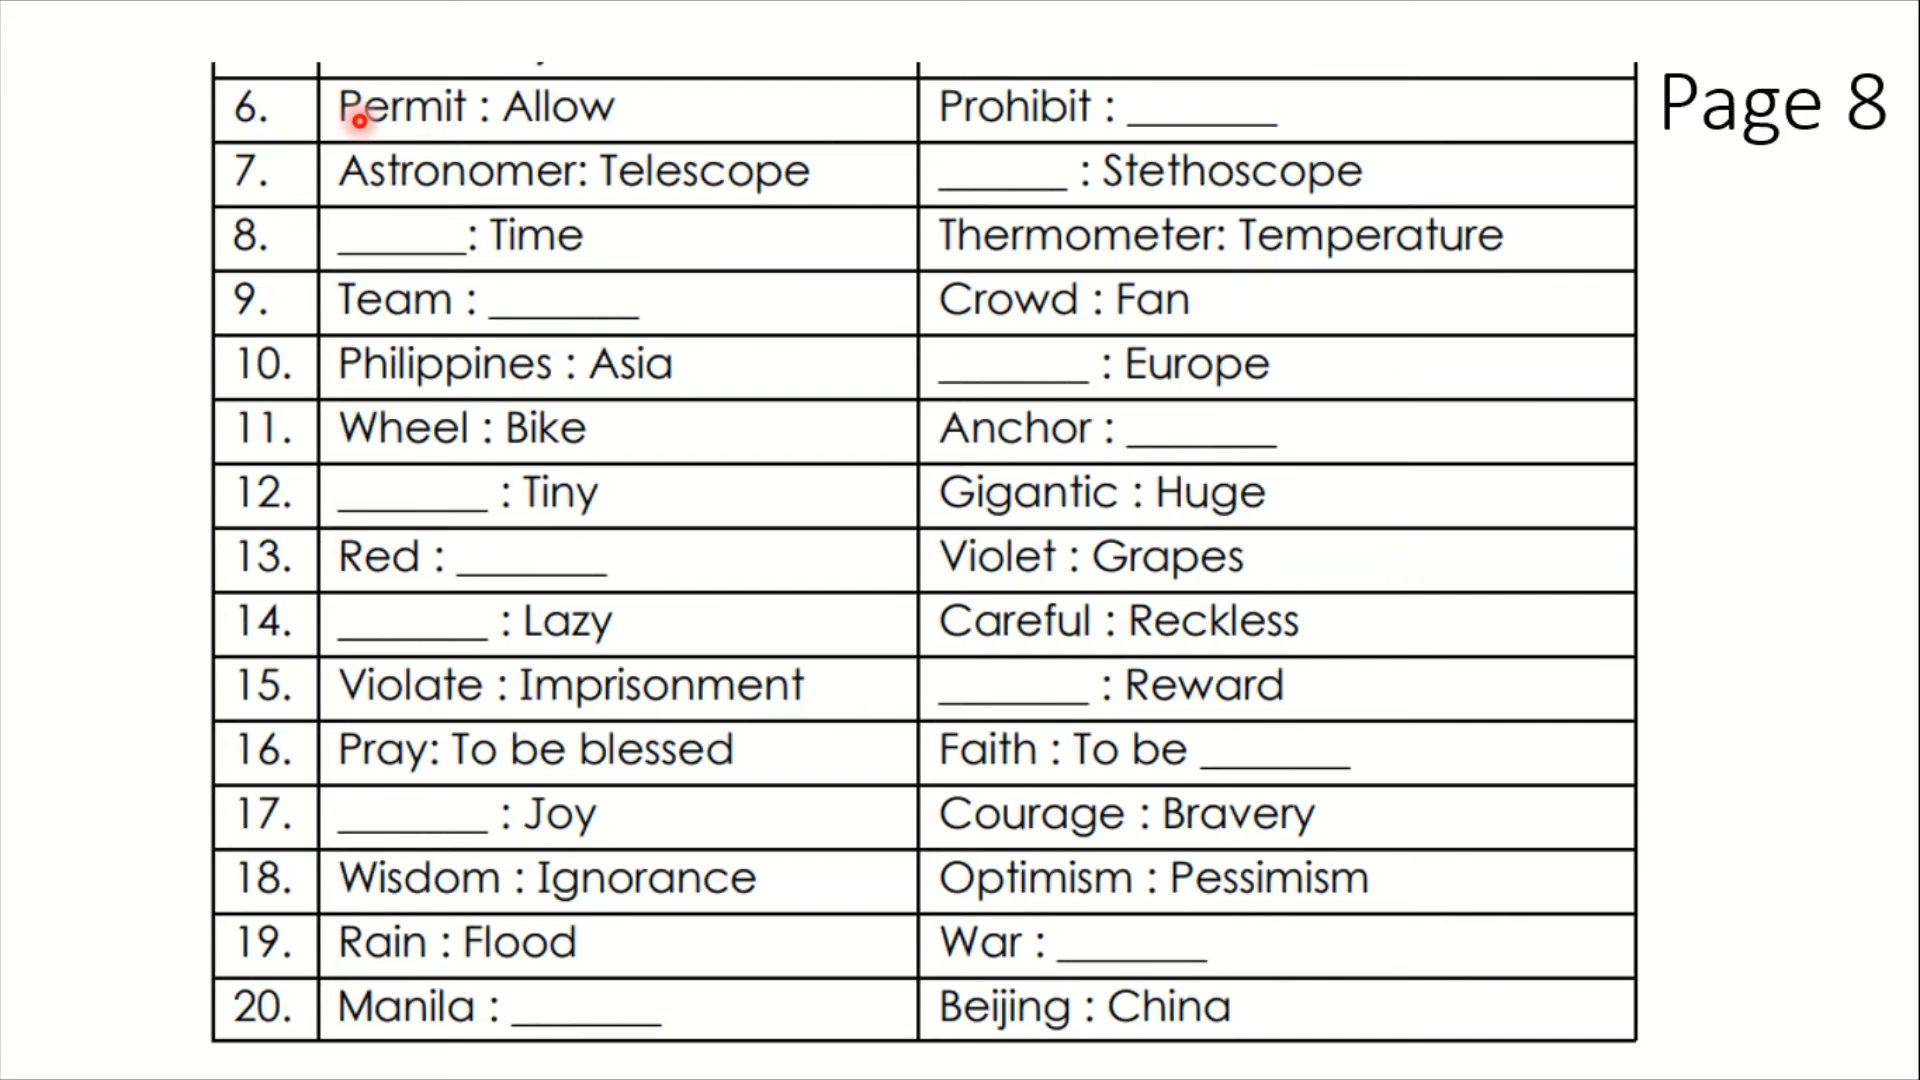 Page 8
6. Permit : Allow Prohibit : _______
7. Astronomer: Telescope ______ : Stethoscope
8. ______: Time Thermometer: Temperature
9. Team : _______ Crowd : Fan
10. Philippines : Asia _______ : Europe
11. Wheel : Bike Anchor : _______
12. _______ : Tiny Gigantic : Huge
13. Red : _______ Violet : Grapes
14. _______ : Lazy Careful : Reckless
15. Violate : Imprisonment _______ : Reward
16. Pray: To be blessed Faith : To be _______
17. _______ : Joy Courage : Bravery
18. Wisdom : Ignorance Optimism : Pessimism
19. Rain : Flood War : _______
20. Manila : _______ Beijing : China